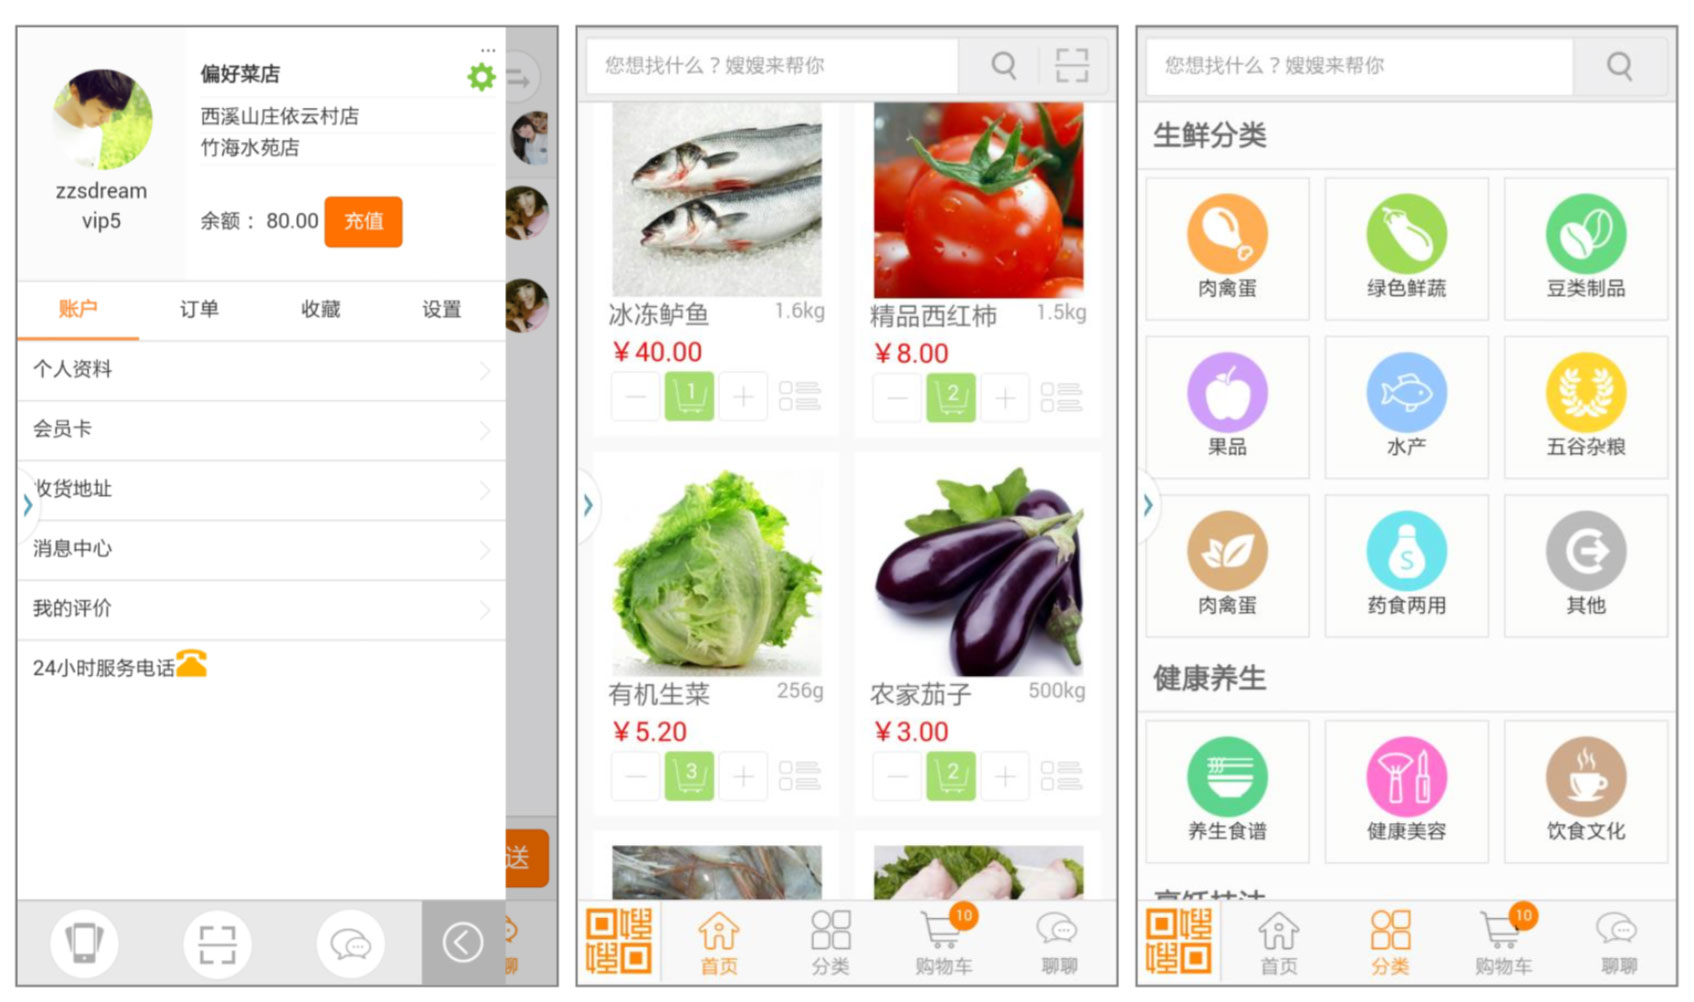 ...
偏好菜店
西溪山庄依云村店
竹海水苑店
zzsdream
vip5
余额： 80.00 充值
账户 订单 收藏 设置
个人资料
会员卡
收货地址
消息中心
我的评价
24小时服务电话
送
聊
您想找什么？嫂嫂来帮你
冰冻鲈鱼 1.6kg
￥40.00
1
精品西红柿 1.5kg
￥8.00
2
有机生菜 256g
￥5.20
3
农家茄子 500kg
￥3.00
2
嫂
嫂
首页 分类 购物车 10 聊聊
您想找什么？嫂嫂来帮你
生鲜分类
肉禽蛋 绿色鲜蔬 豆类制品
果品 水产 五谷杂粮
S
肉禽蛋 药食两用 其他
健康养生
养生食谱 健康美容 饮食文化
嫂
嫂
首页 分类 购物车 10 聊聊